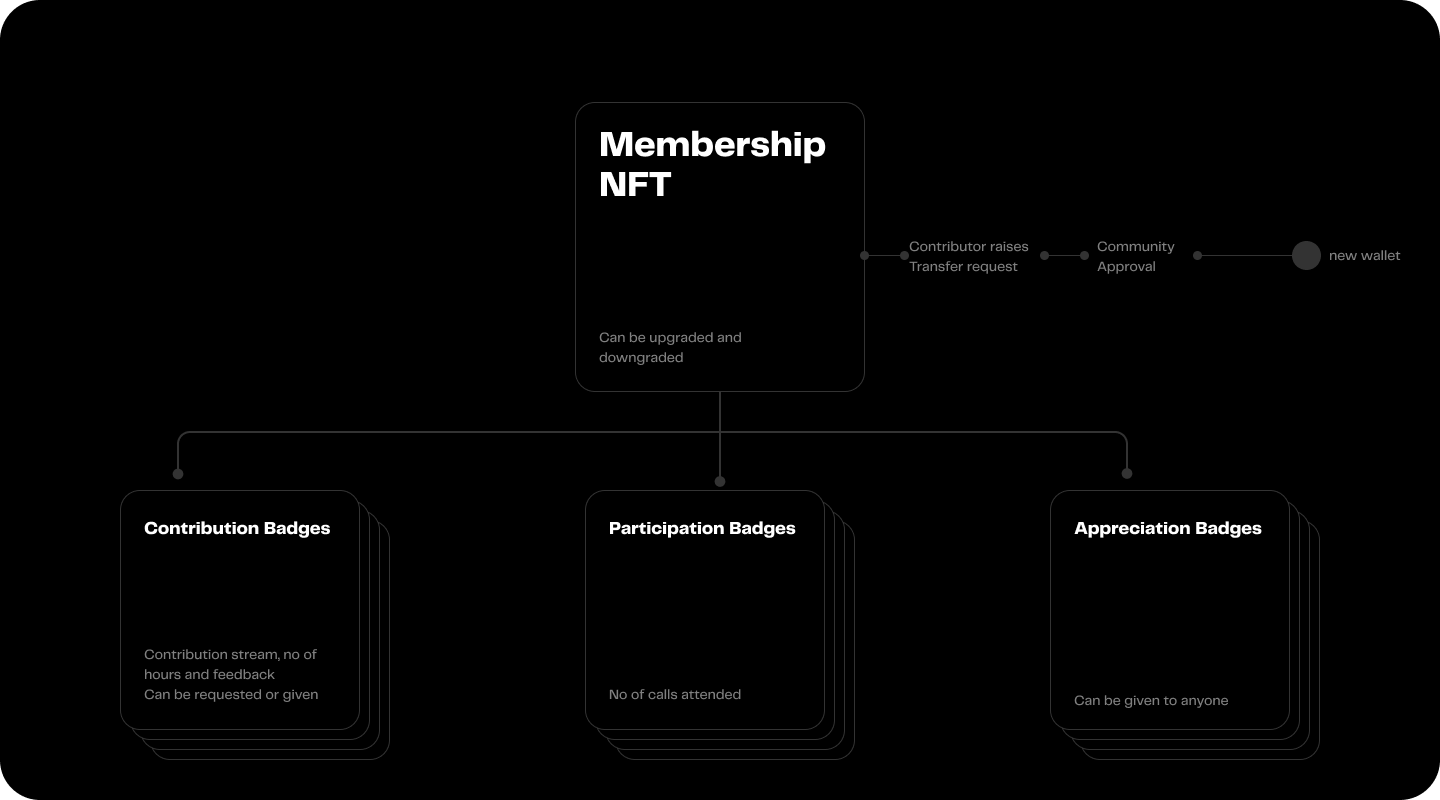 Membership
NFT
Contributor raises
Transfer request
Community
Approval
new wallet
Can be upgraded and
downgraded
Contribution Badges
Contribution stream, no of
hours and feedback
Can be requested or given
Participation Badges
No of calls attended
Appreciation Badges
Can be given to anyone